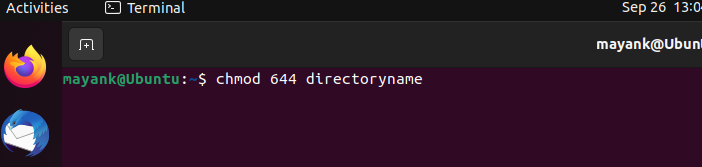 Activities Terminal Sep 26 13:04
mayank@Ubun
mayank@Ubuntu:~$ chmod 644 directoryname